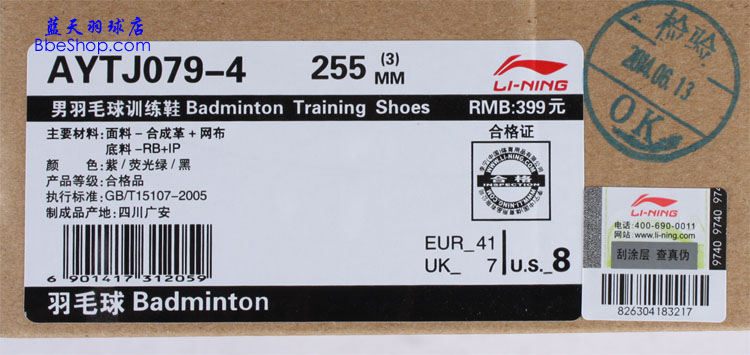 蓝天羽球店
BbeShop.com
AYTJ079-4 255 (3) MM
LI-NING
男羽毛球训练鞋 Badminton Training Shoes RMB:399元
主要材料: 面料-合成革+网布
底料-RB+IP
颜 色: 紫/荧光绿/黑
产品等级: 合格品
执行标准: GB/T15107-2005
制成品产地: 四川广安
6 901417 312059
合格证
合格
INSPECTION
EUR_ 41
UK_ 7
U.S._ 8
羽毛球 Badminton
检验
2014.06.13
OK
LI-NING
电话: 400-690-0011
网站: www.li-ning.com
刮涂层 查真伪
826304183217
9740 9740 974